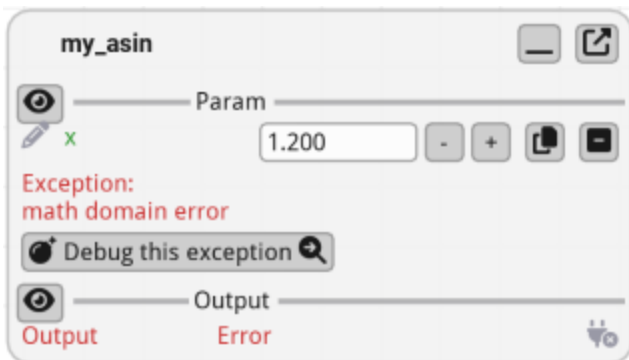 my_asin
Param
x 1.200 - +
Exception:
math domain error
Debug this exception
Output
Output Error